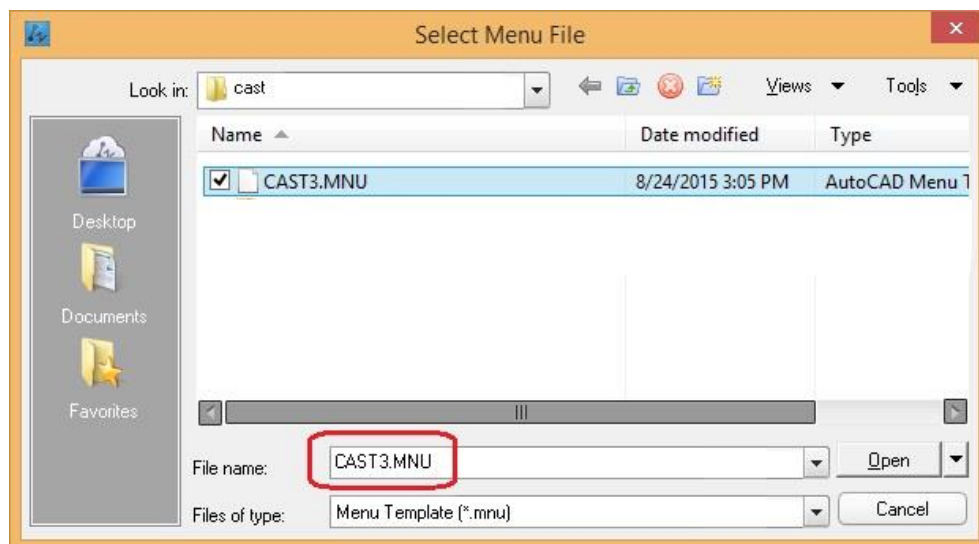 Select Menu File
Look in: cast Views Tools
Name Date modified Type
CAST3.MNU 8/24/2015 3:05 PM AutoCAD Menu
Desktop
Documents
Favorites
File name: CAST3.MNU Open
Files of type: Menu Template (*.mnu) Cancel